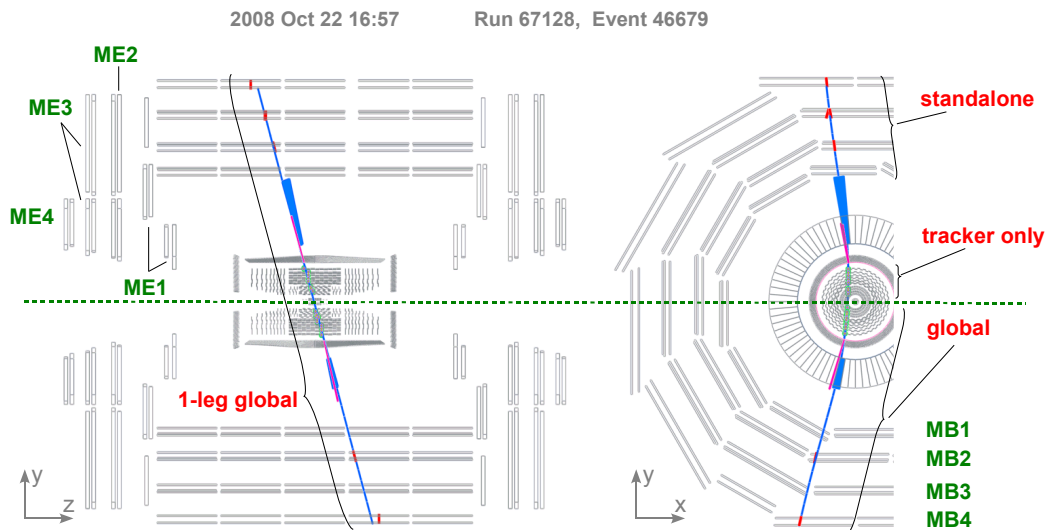 2008 Oct 22 16:57 Run 67128, Event 46679
ME2
ME3
standalone
ME4
tracker only
ME1
global
1-leg global
MB1
MB2
MB3
MB4
y
z
y
x